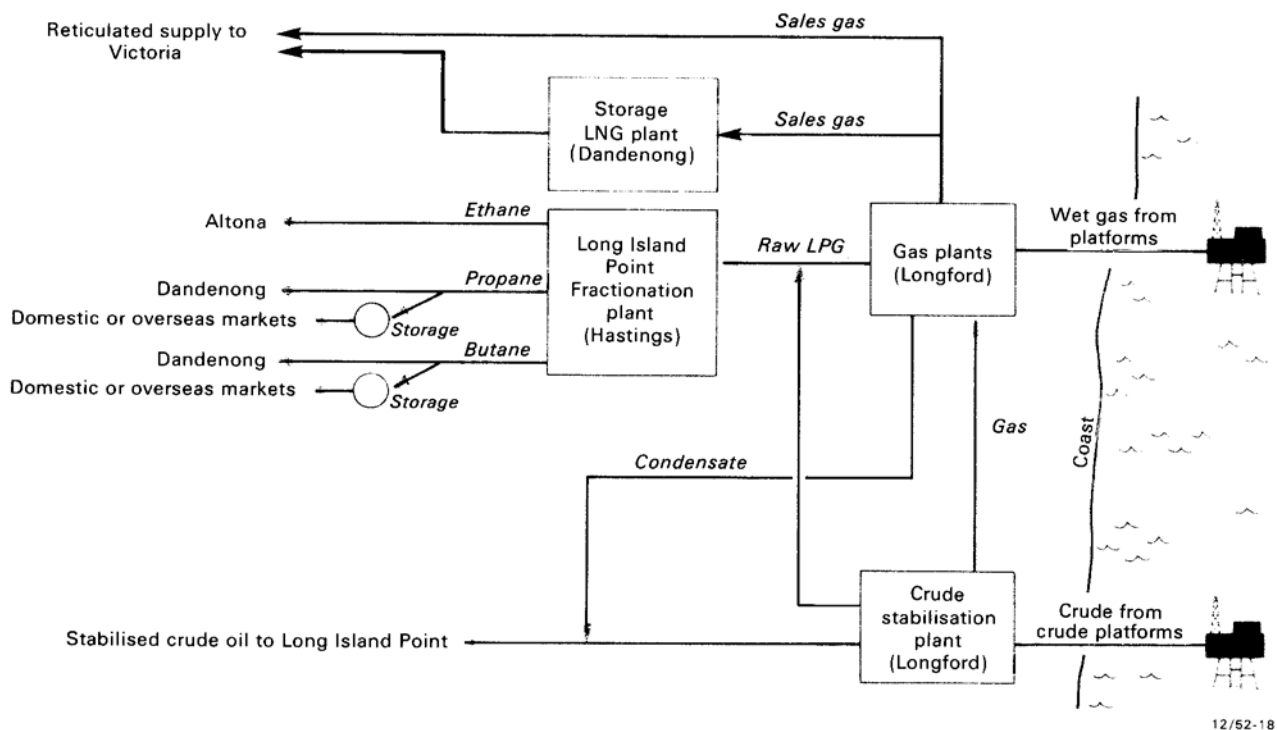 Sales gas
Reticulated supply to
Victoria
Storage
LNG plant
(Dandenong)
Sales gas
Altona
Ethane
Long Island
Point
Fractionation
plant
(Hastings)
Raw LPG
Gas plants
(Longford)
Wet gas from
platforms
Dandenong
Propane
Domestic or overseas markets
Storage
Dandenong
Butane
Domestic or overseas markets
Storage
Gas
Coast
Condensate
Crude
stabilisation
plant
(Longford)
Crude from
crude platforms
Stabilised crude oil to Long Island Point
12/52-18